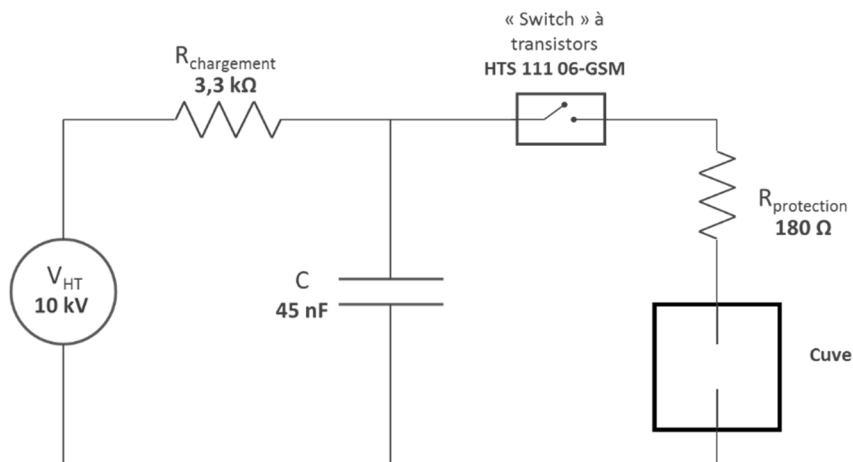 « Switch » à
transistors
HTS 111 06-GSM
Rchargement
3,3 kΩ
Rprotection
180 Ω
VHT
10 kV
C
45 nF
Cuve